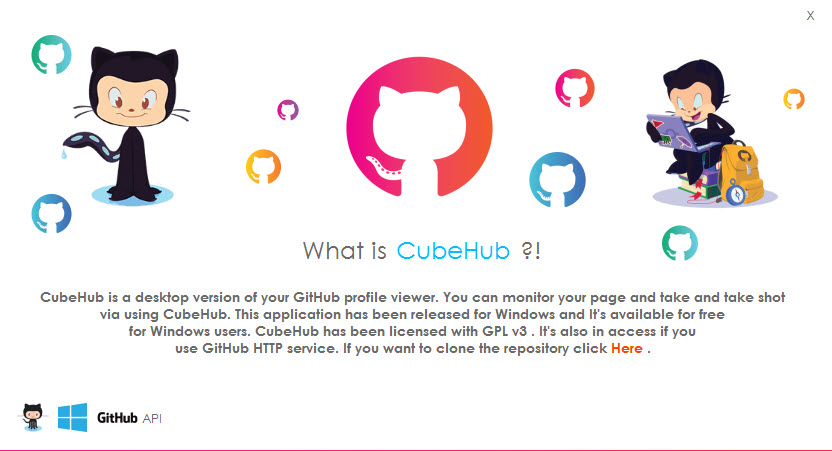 X
What is CubeHub ?!
CubeHub is a desktop version of your GitHub profile viewer. You can monitor your page and take and take shot
via using CubeHub. This application has been released for Windows and It's available for free
for Windows users. CubeHub has been licensed with GPL v3 . It's also in access if you
use GitHub HTTP service. If you want to clone the repository click Here .
GitHub API